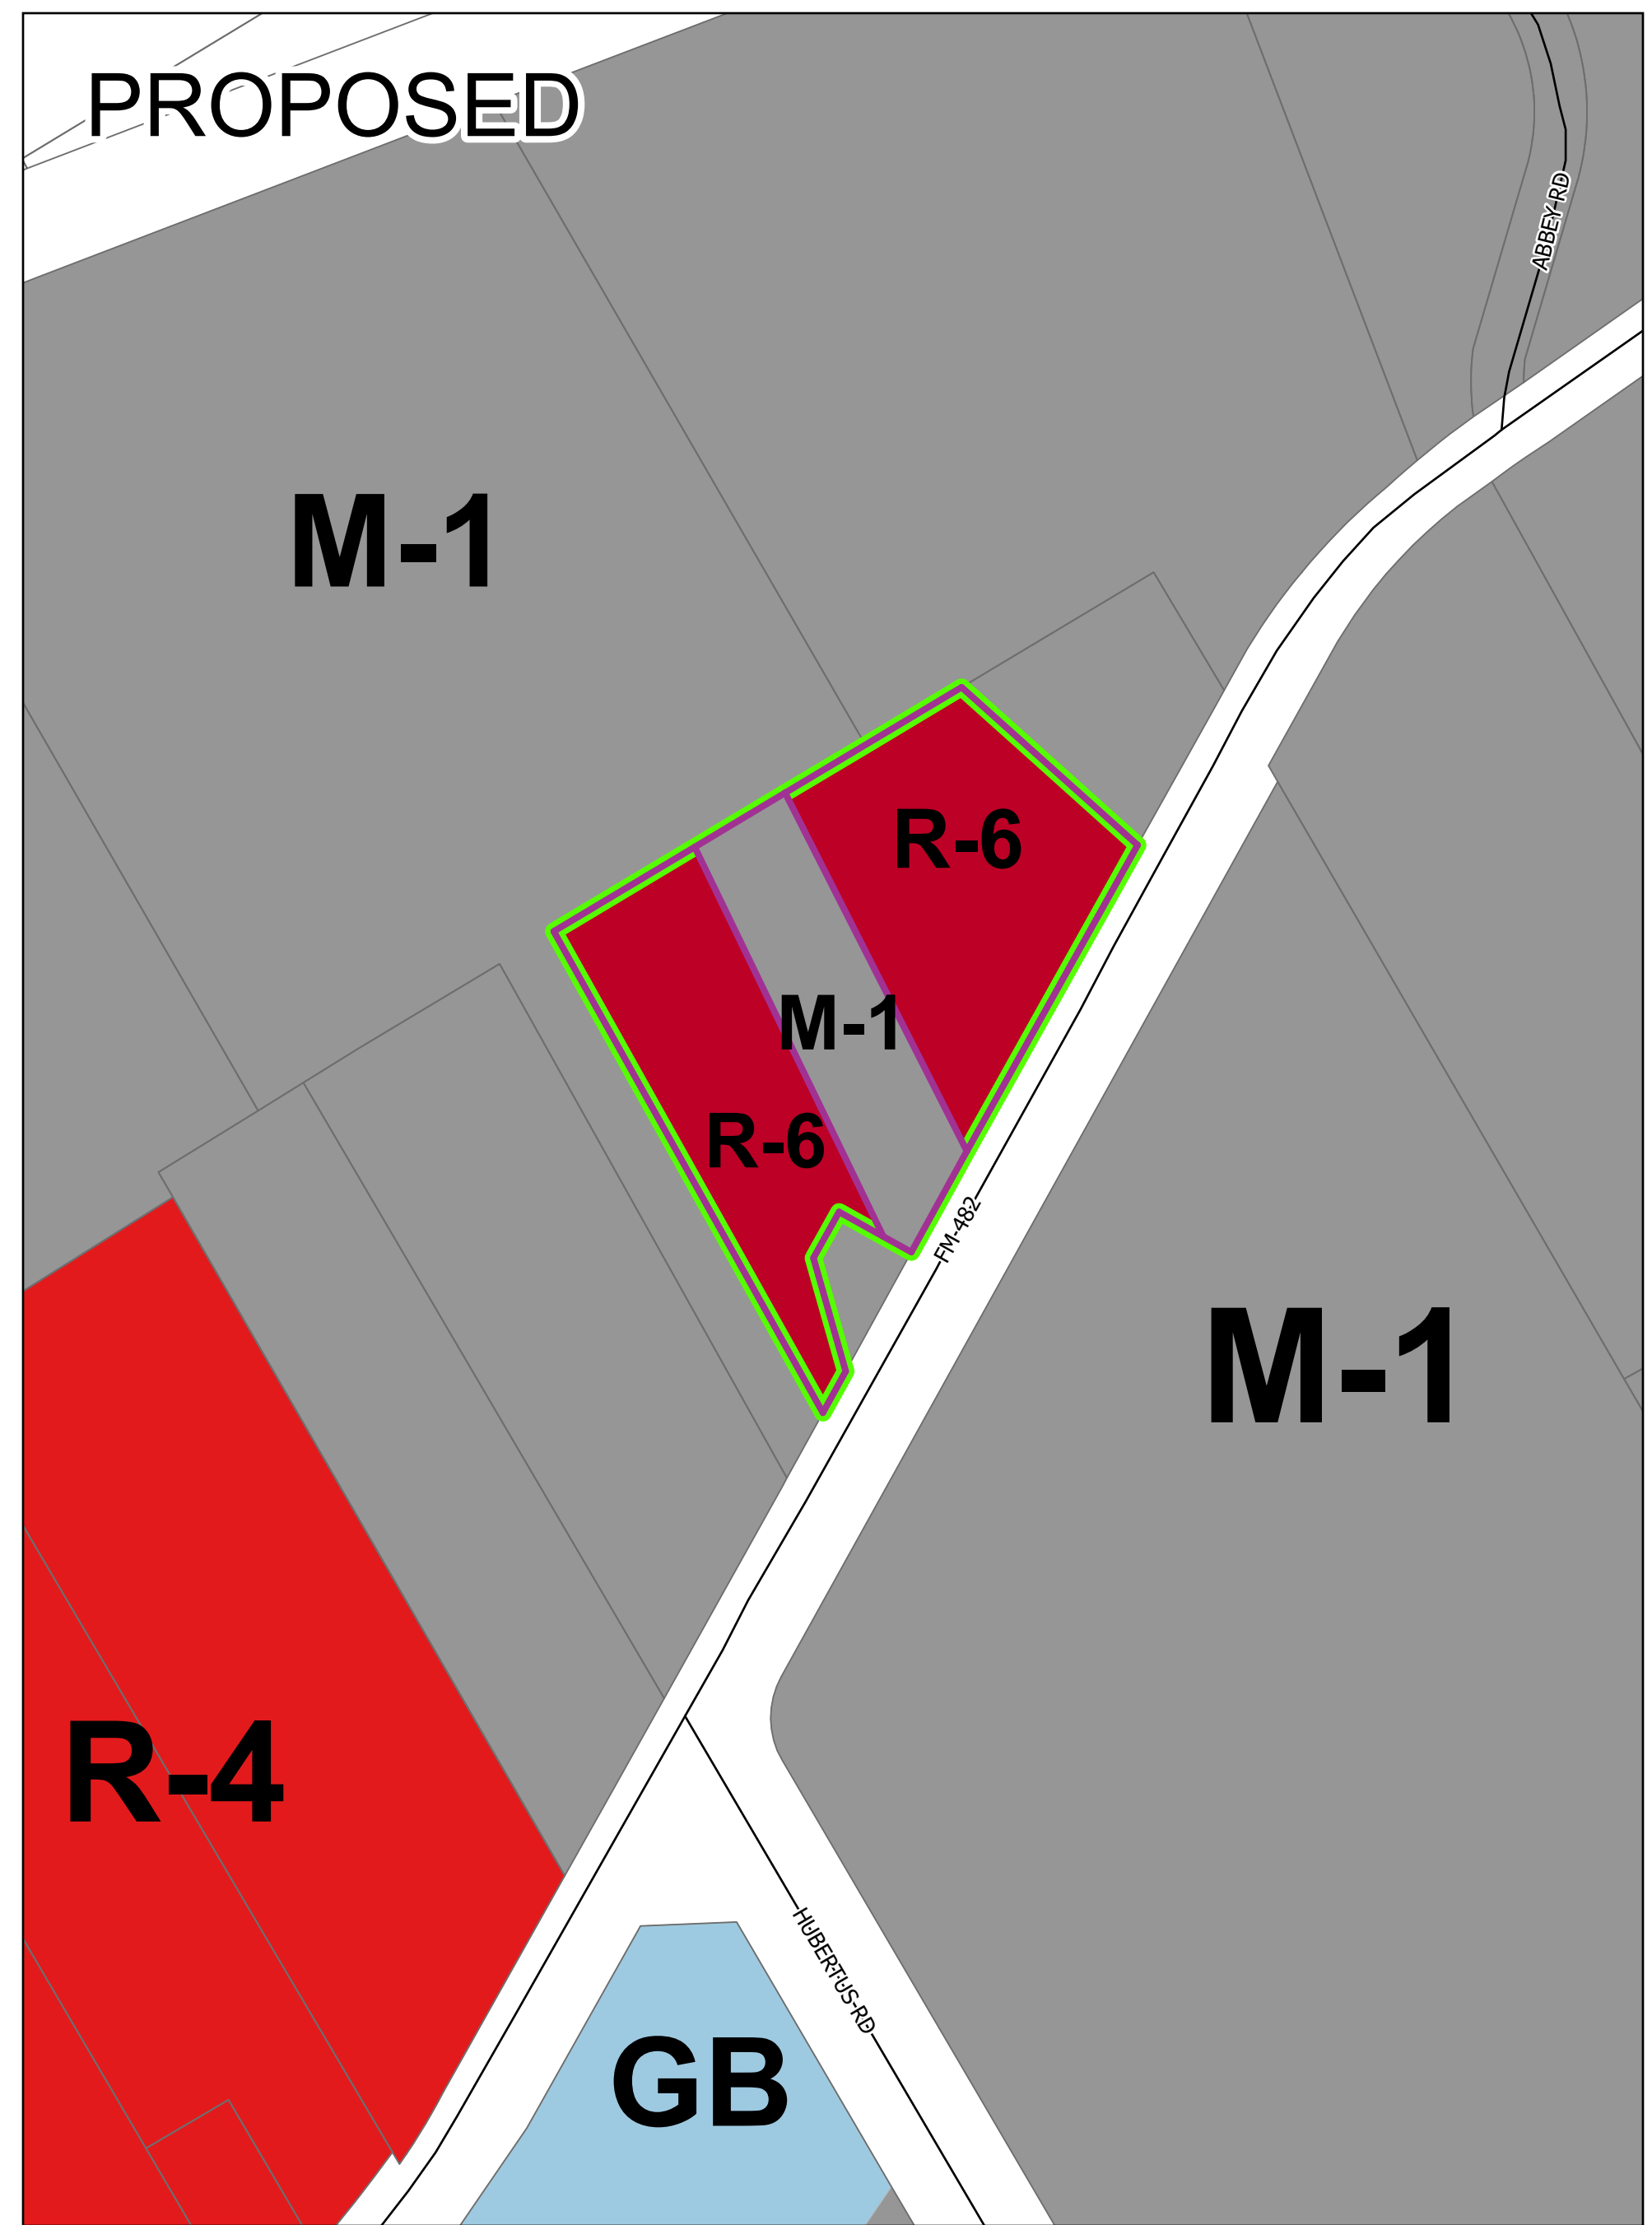 PROPOSED
ABBEY RD
M-1
R-6
M-1
R-6
FM-482
M-1
R-4
HUBERTUS RD
GB